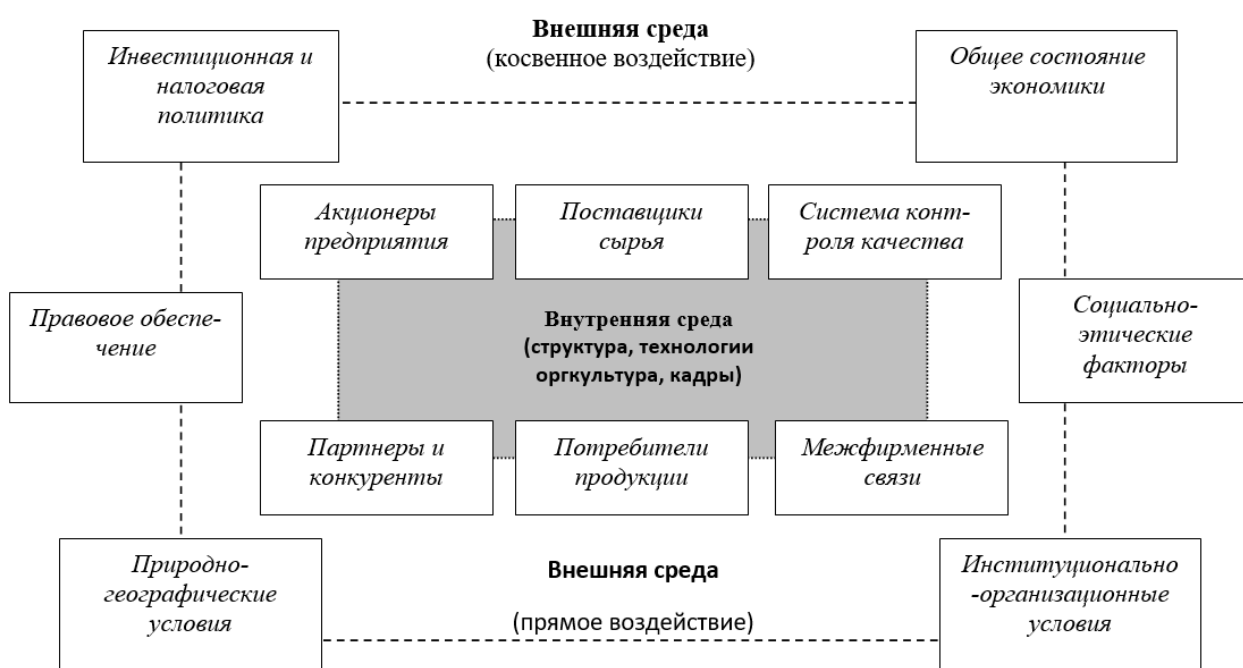 Внешняя среда
(косвенное воздействие)
Инвестиционная и
налоговая
политика
Общее состояние
экономики
Акционеры
предприятия
Поставщики
сырья
Система конт-
роля качества
Правовое обеспе-
чение
Внутренняя среда
(структура, технологии
оргкультура, кадры)
Социально-
этические
факторы
Партнеры и
конкуренты
Потребители
продукции
Межфирменные
связи
Природно-
географические
условия
Внешняя среда
(прямое воздействие)
Институционально
-организационные
условия